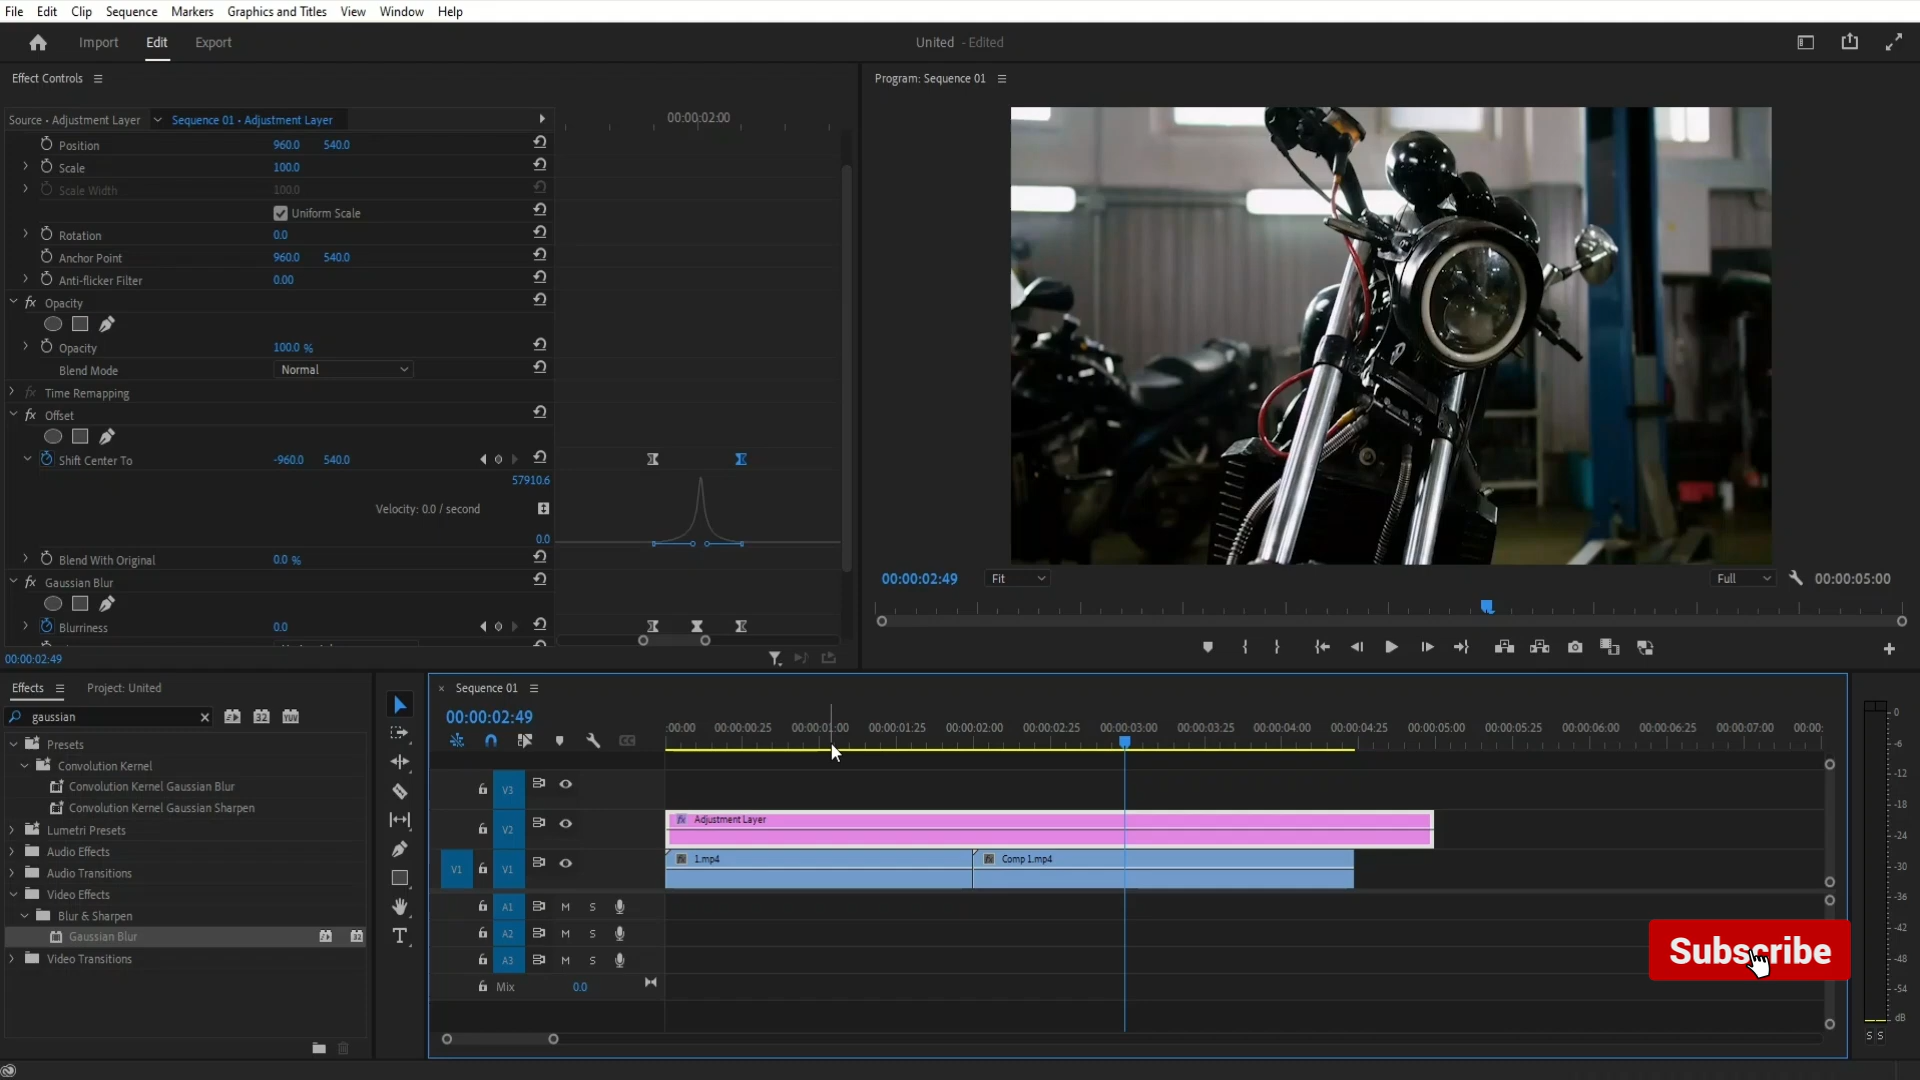 File Edit Clip Sequence Markers Graphics and Titles View Window Help
Import Edit Export
United - Edited
Effect Controls
Source • Adjustment Layer
Sequence 01 • Adjustment Layer
00:00:02:00
Position 960.0 540.0
Scale 100.0
Scale Width 100.0
Uniform Scale
Rotation 0.0
Anchor Point 960.0 540.0
Anti-flicker Filter 0.00
fx Opacity
Opacity 100.0 %
Blend Mode Normal
fx Time Remapping
fx Offset
Shift Center To -960.0 540.0
57910.6
Velocity: 0.0 / second
0.0
Blend With Original 0.0 %
fx Gaussian Blur
Blurriness 0.0
00:00:02:49
Program: Sequence 01
00:00:02:49 Fit Full 00:00:05:00
Effects Project: United
gaussian
Presets
Convolution Kernel
Convolution Kernel Gaussian Blur
Convolution Kernel Gaussian Sharpen
Lumetri Presets
Audio Effects
Audio Transitions
Video Effects
Blur & Sharpen
Gaussian Blur
Video Transitions
× Sequence 01
00:00:02:49
:00:00 00:00:00:25 00:00:01:00 00:00:01:25 00:00:02:00 00:00:02:25 00:00:03:00 00:00:03:25 00:00:04:00 00:00:04:25 00:00:05:00 00:00:05:25 00:00:06:00 00:00:06:25 00:00:07:00 00:00:
V3
V2
fx Adjustment Layer
V1 V1
fx 1.mp4
fx Comp 1.mp4
A1 M S
A2 M S
A3 M S
Mix 0.0
Subscribe
0
-6
-12
-18
-24
-30
-36
-42
-48
-54
dB
S S